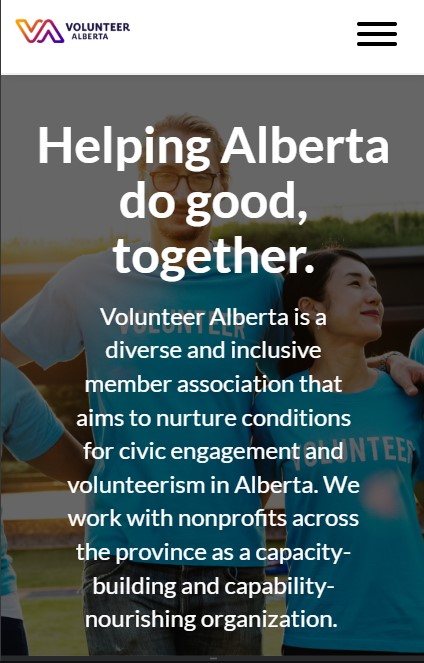 VOLUNTEER
ALBERTA
Helping Alberta
do good,
together.
Volunteer Alberta is a
diverse and inclusive
member association that
aims to nurture conditions
for civic engagement and
volunteerism in Alberta. We
work with nonprofits across
the province as a capacity-
building and capability-
nourishing organization.
VOLUNTEER
VOLUNTEER